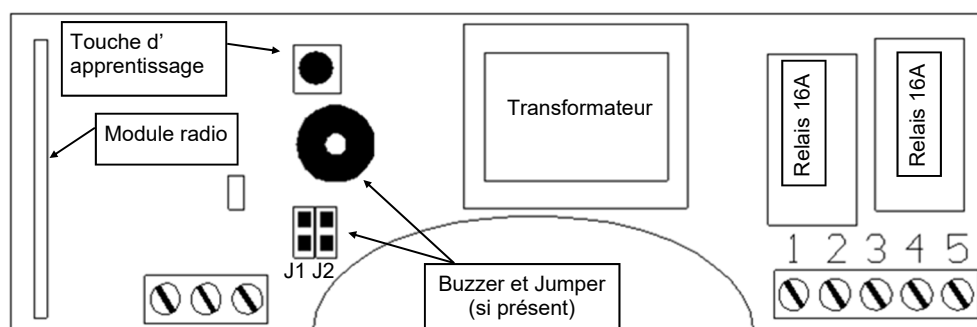 Touche d’
apprentissage
Module radio
Transformateur
Relais 16A
Relais 16A
J1 J2
Buzzer et Jumper
(si présent)
1 2 3 4 5